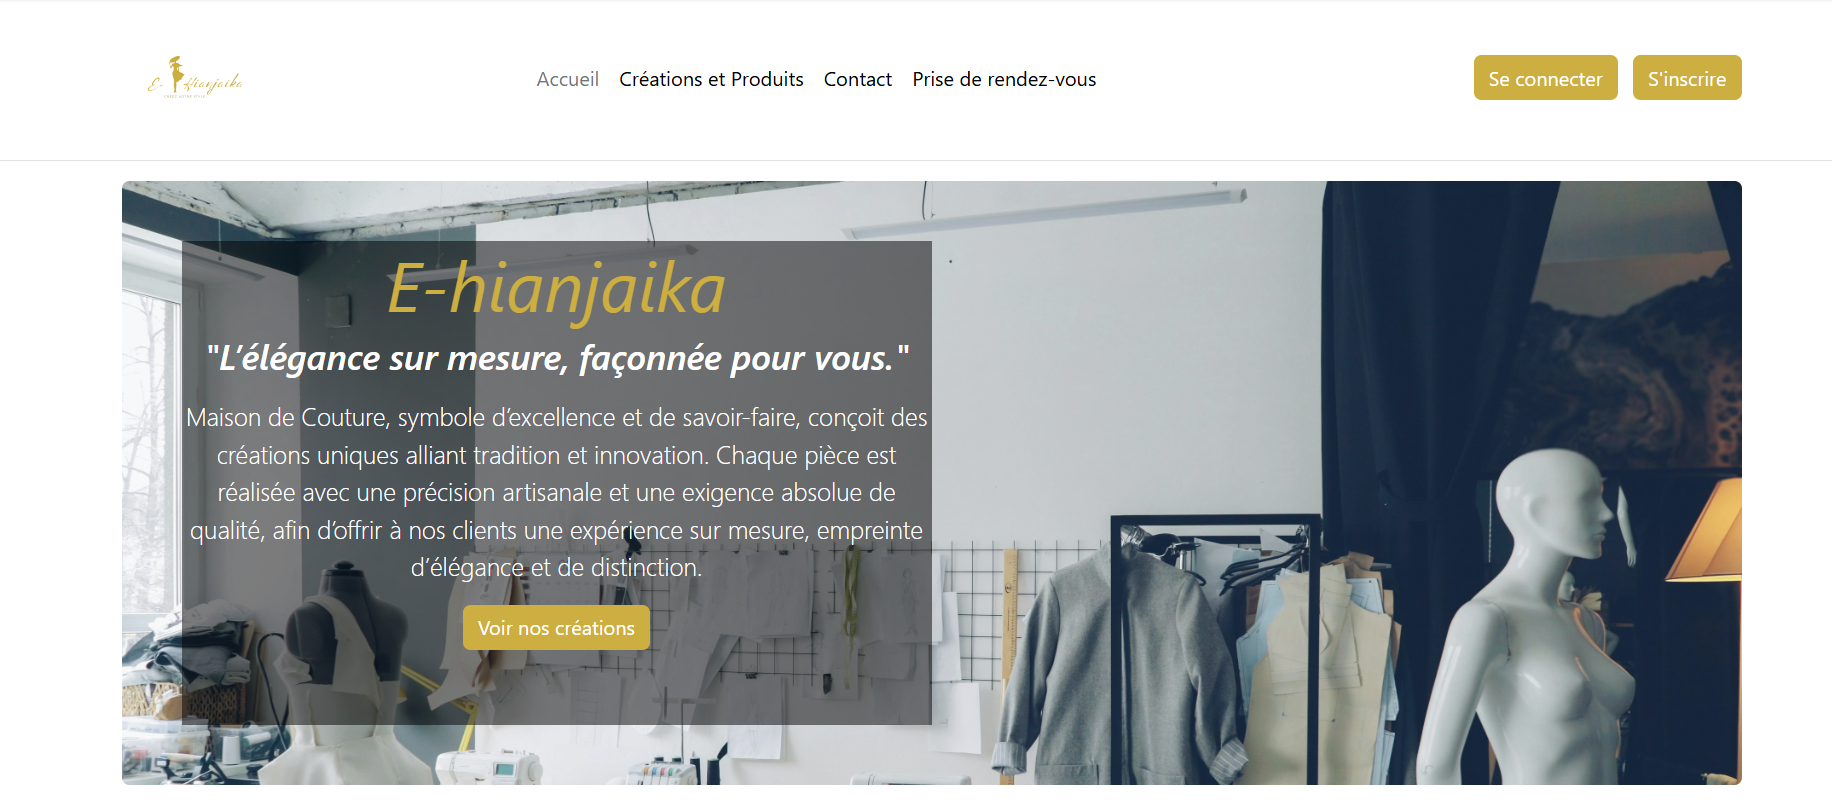 E- Hianjaika
Accueil Créations et Produits Contact Prise de rendez-vous
Se connecter S'inscrire
E-hianjaika
"L’élégance sur mesure, façonnée pour vous."
Maison de Couture, symbole d’excellence et de savoir-faire, conçoit des
créations uniques alliant tradition et innovation. Chaque pièce est
réalisée avec une précision artisanale et une exigence absolue de
qualité, afin d’offrir à nos clients une expérience sur mesure, empreinte
d’élégance et de distinction.
Voir nos créations